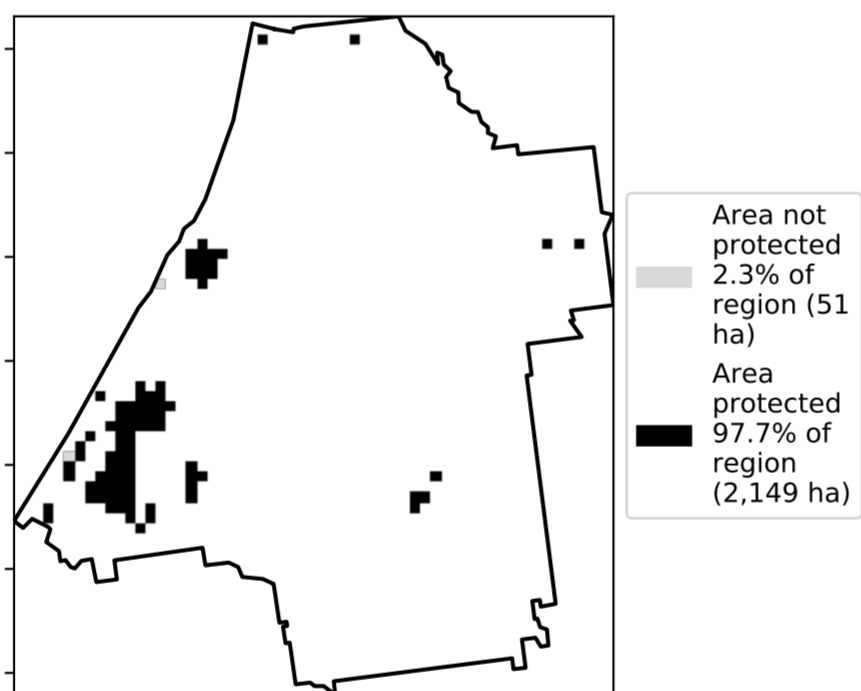 Area not
protected
2.3% of
region (51
ha)
Area
protected
97.7% of
region
(2,149 ha)